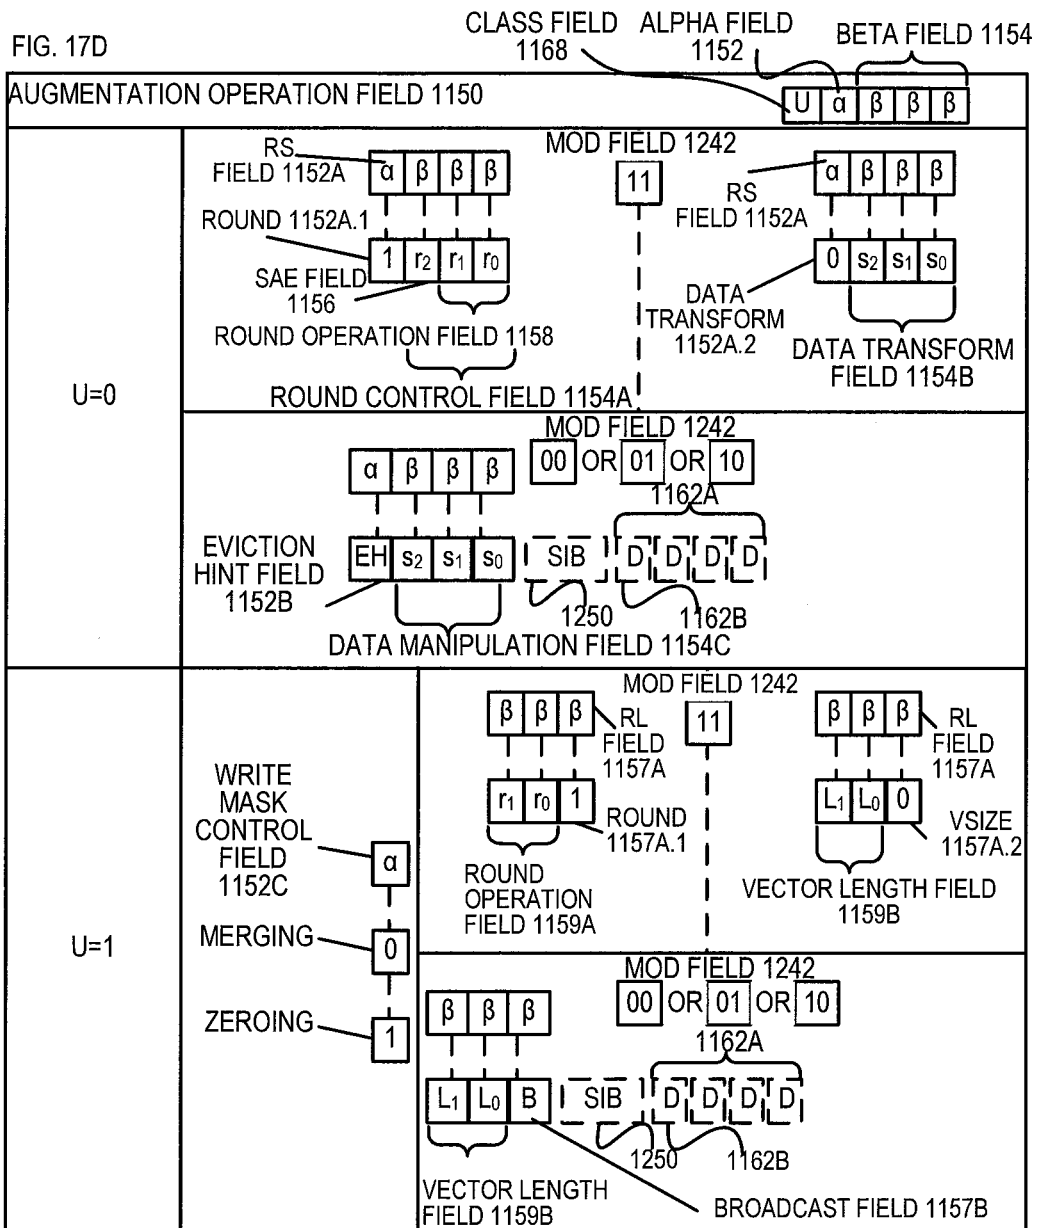 FIG. 17D
CLASS FIELD
1168
ALPHA FIELD
1152
BETA FIELD 1154
AUGMENTATION OPERATION FIELD 1150
U α β β β
U=0
MOD FIELD 1242
11
RS
FIELD 1152A
α β β β
ROUND 1152A.1
1 r2 r1 r0
SAE FIELD
1156
ROUND OPERATION FIELD 1158
ROUND CONTROL FIELD 1154A
α β β β
RS
FIELD 1152A
0 s2 s1 s0
DATA
TRANSFORM
1152A.2
DATA TRANSFORM
FIELD 1154B
MOD FIELD 1242
00 OR 01 OR 10
α β β β
1162A
EVICTION
HINT FIELD
1152B
EH s2 s1 s0 SIB D D D D
1250
1162B
DATA MANIPULATION FIELD 1154C
U=1
WRITE
MASK
CONTROL
FIELD
1152C
α
MERGING
0
ZEROING
1
MOD FIELD 1242
11
β β β
RL
FIELD
1157A
r1 r0 1
ROUND
1157A.1
ROUND
OPERATION
FIELD 1159A
β β β
RL
FIELD
1157A
L1 L0 0
VSIZE
1157A.2
VECTOR LENGTH FIELD
1159B
MOD FIELD 1242
00 OR 01 OR 10
β β β
1162A
L1 L0 B SIB D D D D
1250
1162B
VECTOR LENGTH
FIELD 1159B
BROADCAST FIELD 1157B